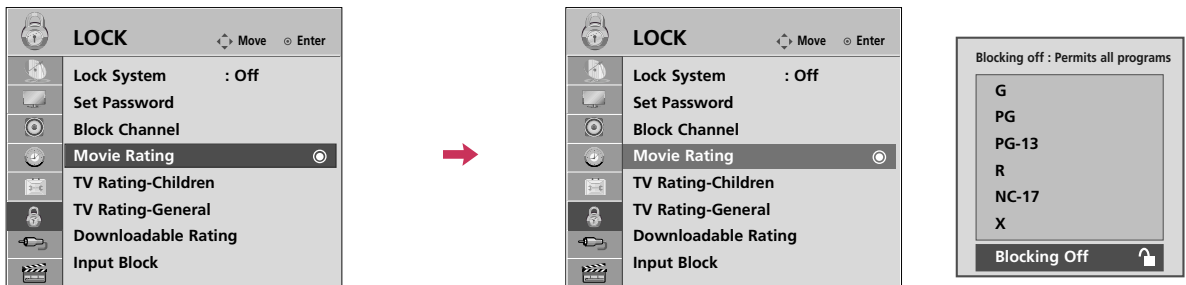 LOCK Move Enter
Lock System : Off
Set Password
Block Channel
Movie Rating
TV Rating-Children
TV Rating-General
Downloadable Rating
Input Block
LOCK Move Enter
Lock System : Off
Set Password
Block Channel
Movie Rating
TV Rating-Children
TV Rating-General
Downloadable Rating
Input Block
Blocking off : Permits all programs
G
PG
PG-13
R
NC-17
X
Blocking Off